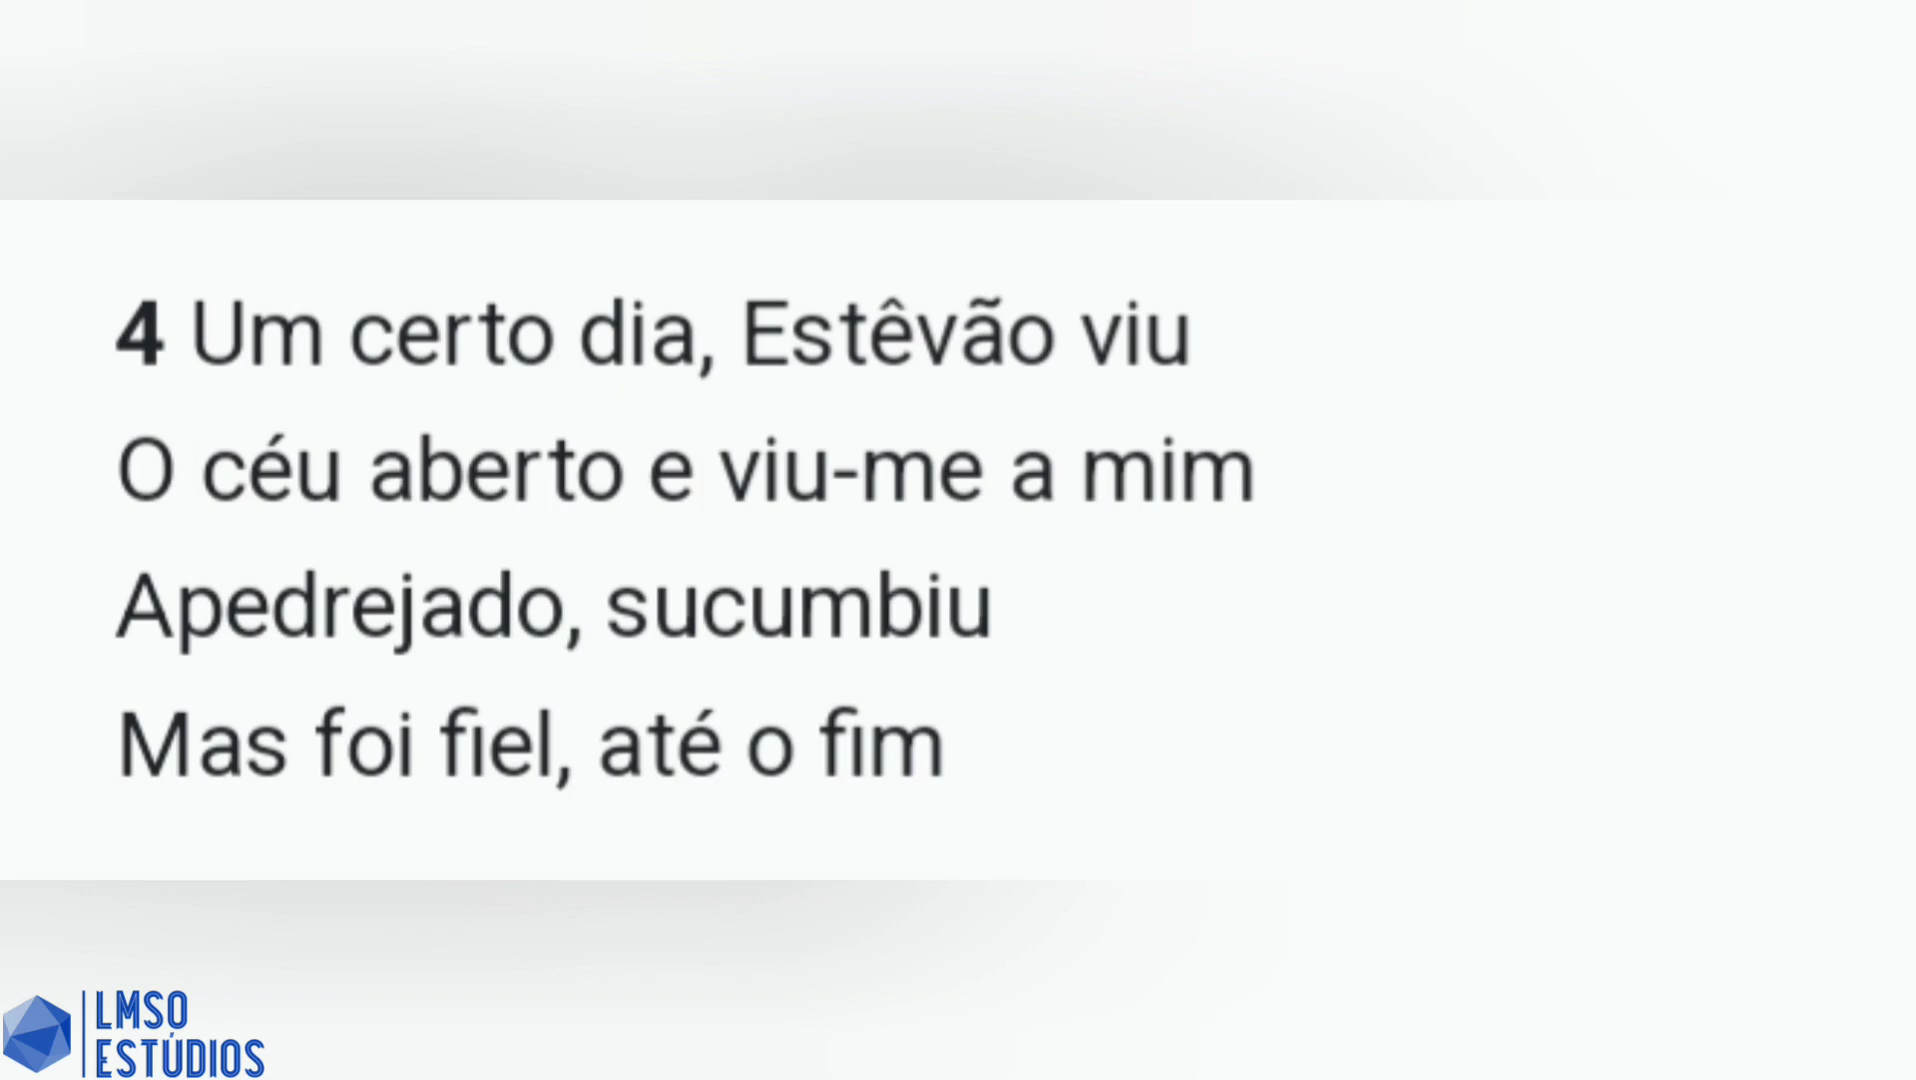 4 Um certo dia, Estêvão viu
O céu aberto e viu-me a mim
Apedrejado, sucumbiu
Mas foi fiel, até o fim
LMSO
ESTÚDIOS